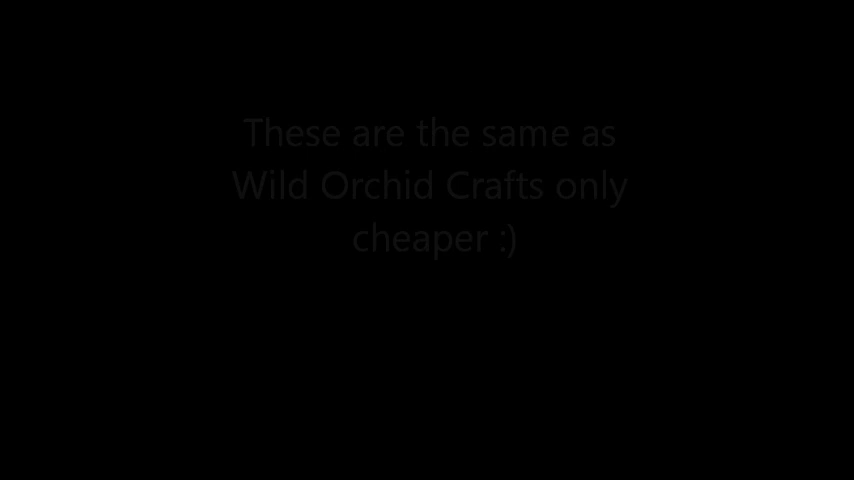 These are the same as
Wild Orchid Crafts only
cheaper :)